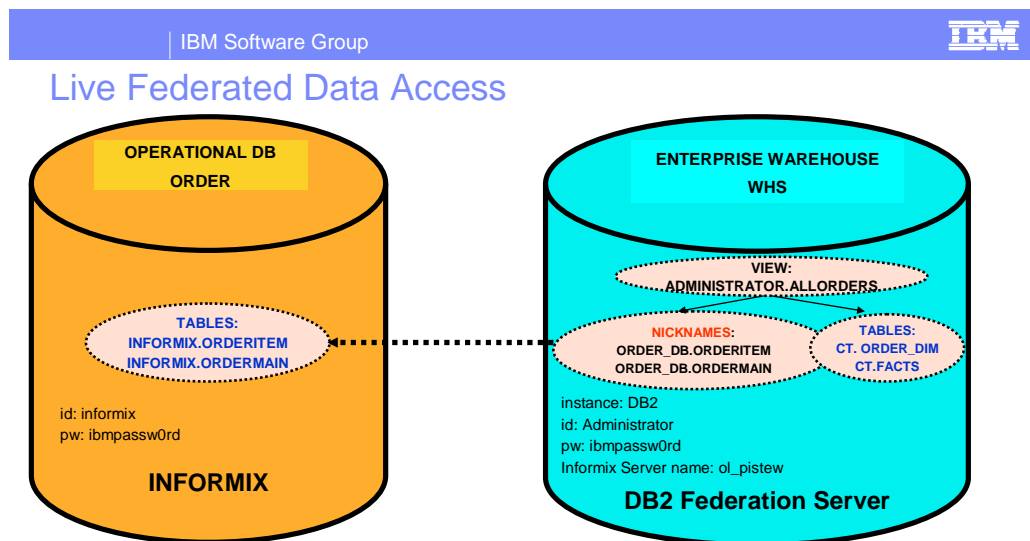 IBM Software Group
IBM
Live Federated Data Access
OPERATIONAL DB
ORDER
TABLES:
INFORMIX.ORDERITEM
INFORMIX.ORDERMAIN
id: informix
pw: ibmpassw0rd
INFORMIX
ENTERPRISE WAREHOUSE
WHS
VIEW:
ADMINISTRATOR.ALLORDERS
NICKNAMES:
ORDER_DB.ORDERITEM
ORDER_DB.ORDERMAIN
TABLES:
CT. ORDER_DIM
CT.FACTS
instance: DB2
id: Administrator
pw: ibmpassw0rd
Informix Server name: ol_pistew
DB2 Federation Server